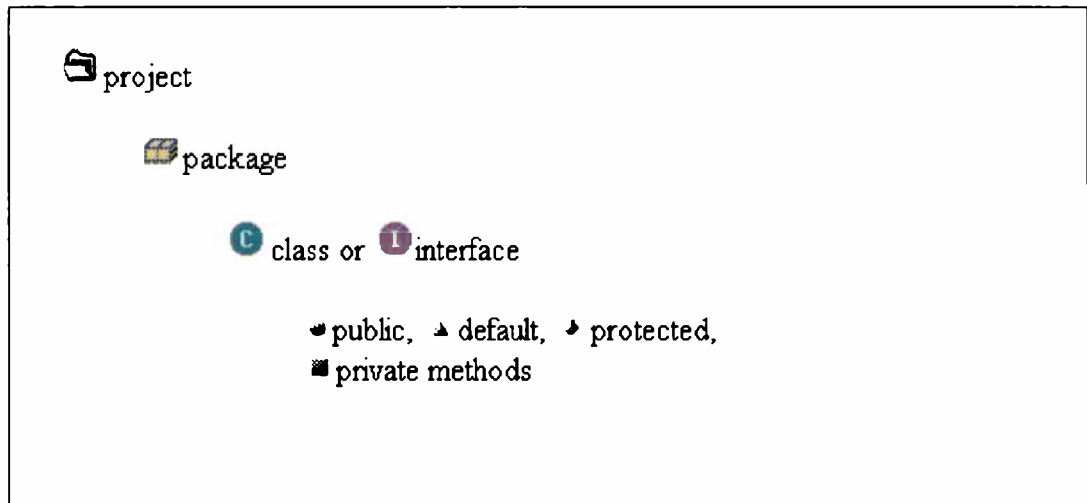 project
package
C class or I interface
public, default, protected,
private methods